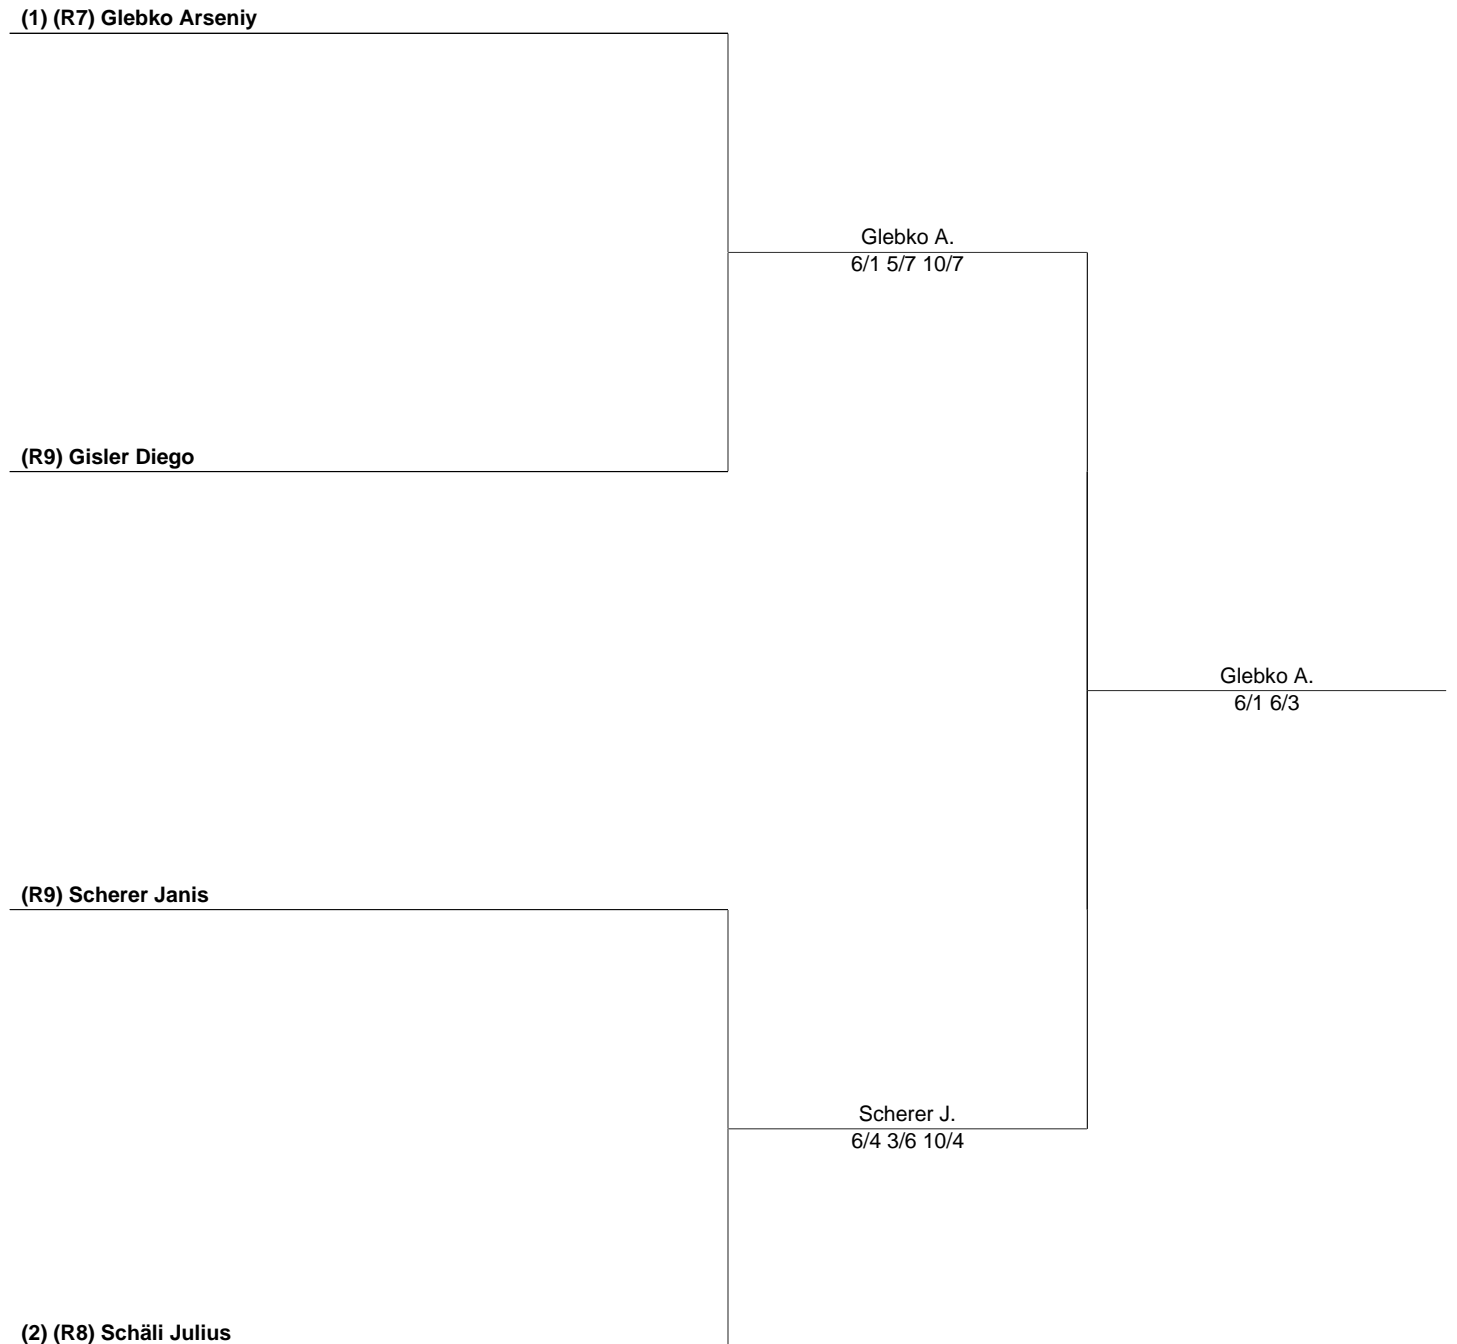 (1) (R7) Glebko Arseniy
Glebko A.
6/1 5/7 10/7
(R9) Gisler Diego
Glebko A.
6/1 6/3
(R9) Scherer Janis
Scherer J.
6/4 3/6 10/4
(2) (R8) Schäli Julius